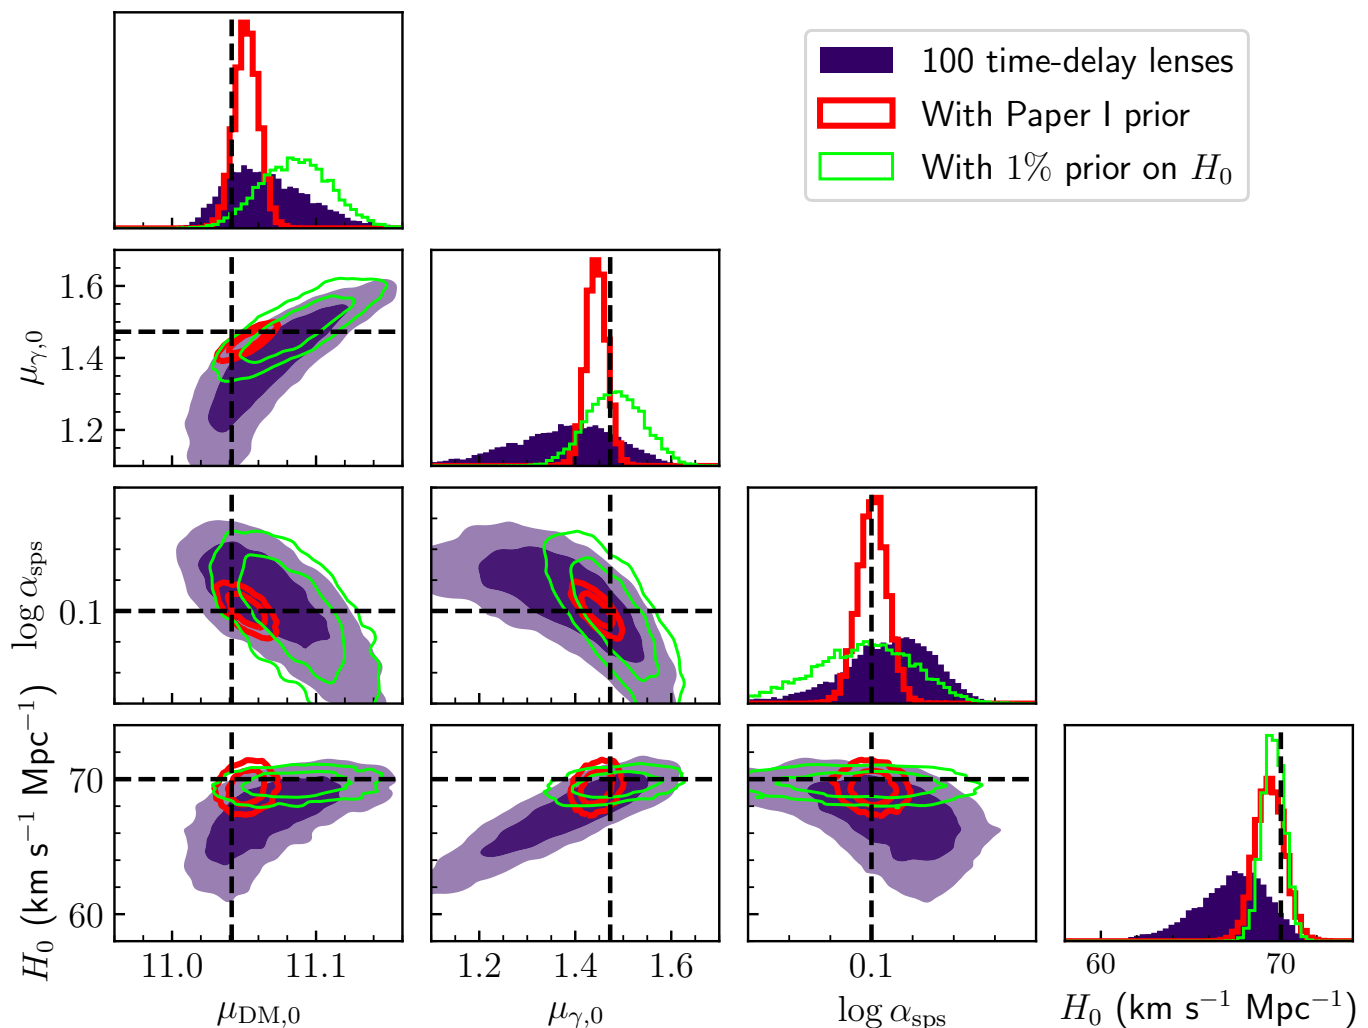 100 time-delay lenses
With Paper I prior
With 1% prior on H₀
1.6
1.4
1.2
μγ,0
log αsps
0.1
H₀ (km s⁻¹ Mpc⁻¹)
70
60
11.0 11.1
1.2 1.4 1.6
0.1
60 70
μDM,0
μγ,0
log αsps
H₀ (km s⁻¹ Mpc⁻¹)